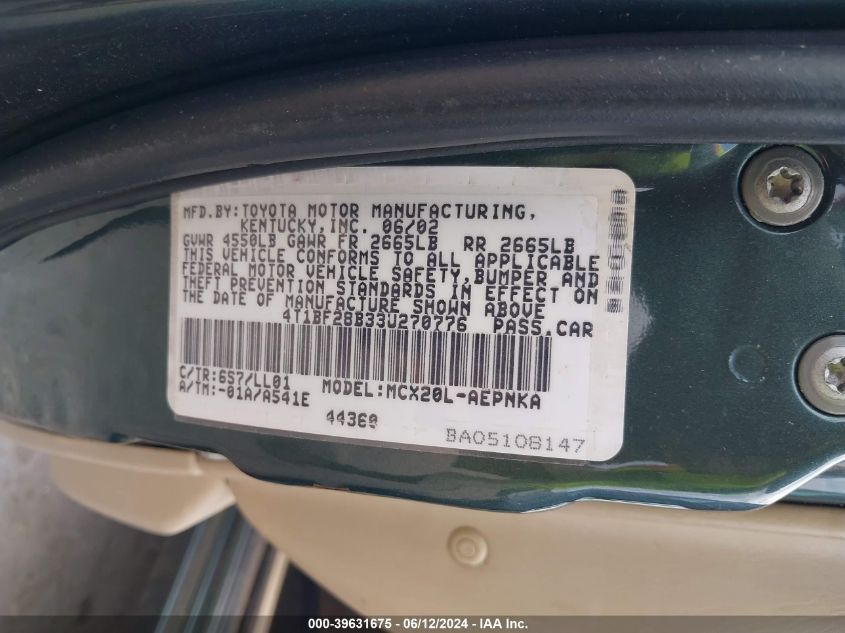 MFD.BY:TOYOTA MOTOR MANUFACTURING,
KENTUCKY,INC. 06/02
GVWR 4550LB GAWR FR 2665LB RR 2665LB
THIS VEHICLE CONFORMS TO ALL APPLICABLE
FEDERAL MOTOR VEHICLE SAFETY,BUMPER,AND
THEFT PREVENTION STANDARDS IN EFFECT ON
THE DATE OF MANUFACTURE SHOWN ABOVE
4T1BF28B33U270776 PASS.CAR
C/TR:6S7/LL01 MODEL:MCX20L-AEPNKA
A/TM:-01A/A541E
44360
BA05108147
000-39631675 - 06/12/2024 - IAA Inc.